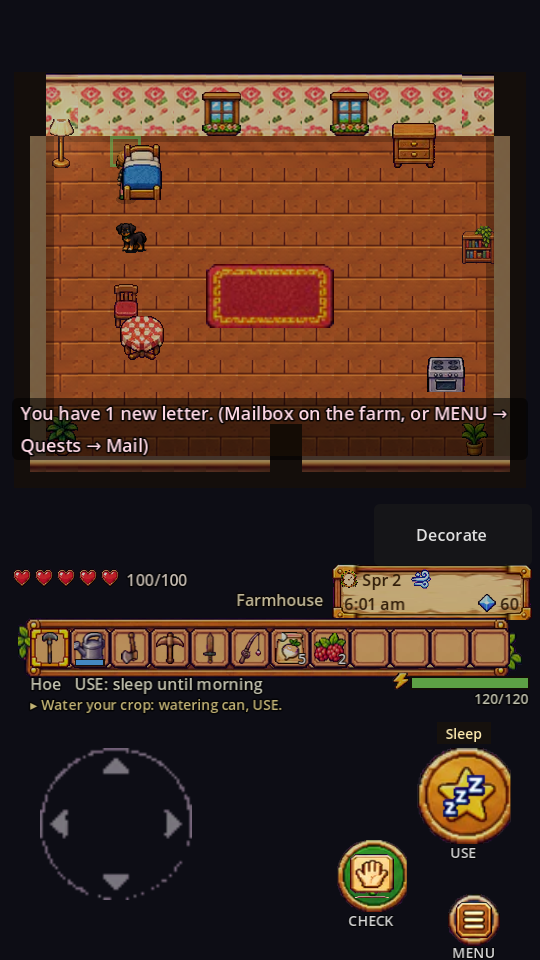 You have 1 new letter. (Mailbox on the farm, or MENU →
Quests → Mail)
Decorate
100/100
Spr 2
Farmhouse
6:01 am
60
5
2
Hoe USE: sleep until morning
▸ Water your crop: watering can, USE.
120/120
Sleep
zzz
USE
CHECK
MENU